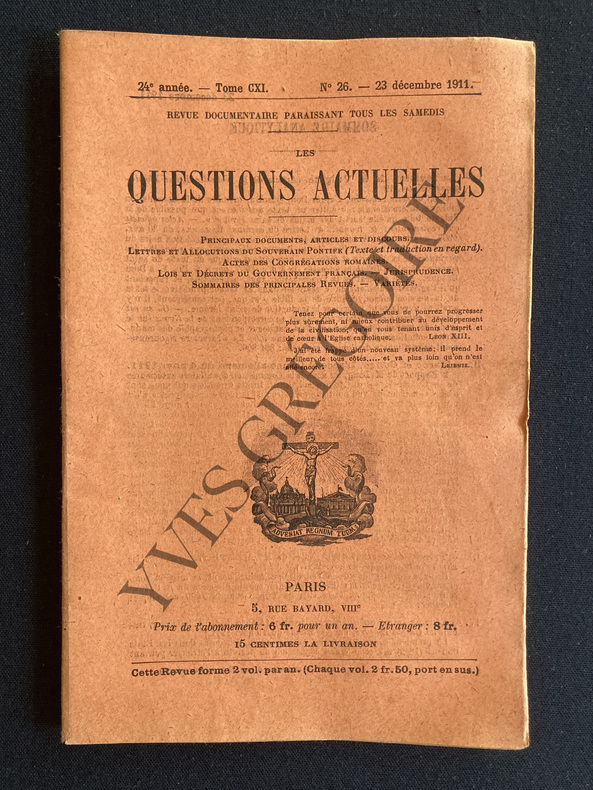 24e année. — Tome CXI. No 26. — 23 décembre 1911.
REVUE DOCUMENTAIRE PARAISSANT TOUS LES SAMEDIS
LES
QUESTIONS ACTUELLES
Principaux documents, articles et discours.
Lettres et Allocutions du Souverain Pontife (Texte et traduction en regard).
Actes des Congrégations romaines.
Lois et Décrets du Gouvernement français. — Jurisprudence.
Sommaires des principales Revues. — Variétés.
Tenez pour certain que vous ne pourrez progresser
plus sûrement, ni mieux contribuer au développement
de la civilisation, qu'en vous tenant unis d'esprit et
de cœur à l'Eglise catholique. Léon XIII.
J'ai été frappé d'un nouveau système; il prend le
meilleur de tous côtés..... et va plus loin qu'on n'est
allé encore. Leibniz.
ADVENIAT REGNUM TUUM
PARIS
5, RUE BAYARD, VIIIe
Prix de l'abonnement : 6 fr. pour un an. — Etranger : 8 fr.
15 CENTIMES LA LIVRAISON
Cette Revue forme 2 vol. par an. (Chaque vol. 2 fr. 50, port en sus.)
YVES GRÉGOIRE